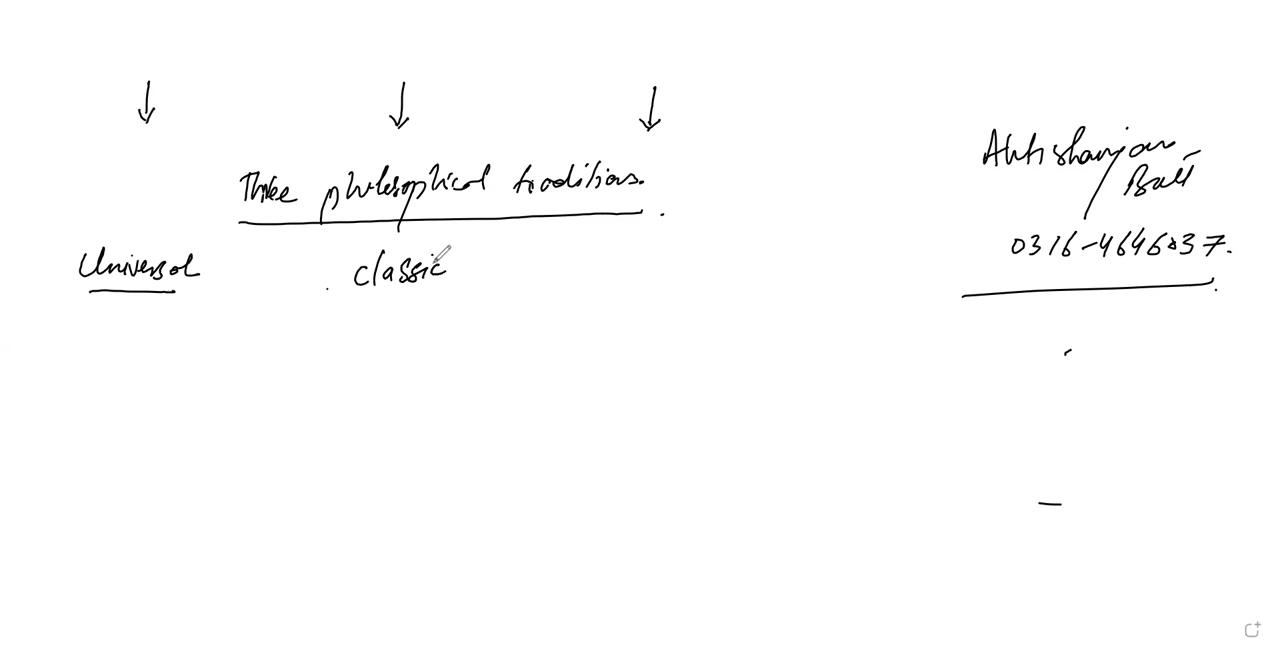 Three philosophical traditions.
Universal
classic
Butt
0316-4646837.